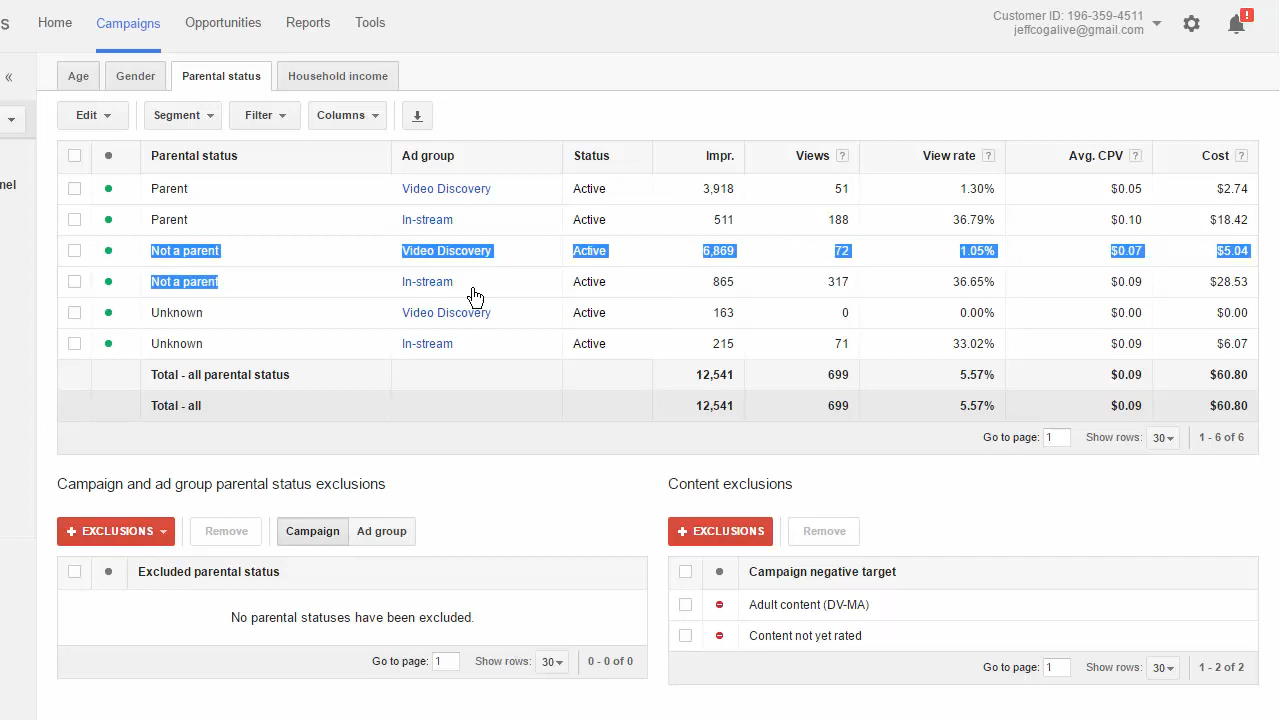 S Home Campaigns Opportunities Reports Tools Customer ID: 196-359-4511
jeffcogalive@gmail.com
!
«
Age Gender Parental status Household income
Edit Segment Filter Columns
Parental status Ad group Status Impr. Views ? View rate ? Avg. CPV ? Cost ?
nel
Parent Video Discovery Active 3,918 51 1.30% $0.05 $2.74
Parent In-stream Active 511 188 36.79% $0.10 $18.42
Not a parent Video Discovery Active 6,869 72 1.05% $0.07 $5.04
Not a parent In-stream Active 865 317 36.65% $0.09 $28.53
Unknown Video Discovery Active 163 0 0.00% $0.00 $0.00
Unknown In-stream Active 215 71 33.02% $0.09 $6.07
Total - all parental status 12,541 699 5.57% $0.09 $60.80
Total - all 12,541 699 5.57% $0.09 $60.80
Go to page: 1 Show rows: 30 1 - 6 of 6
Campaign and ad group parental status exclusions
+ EXCLUSIONS Remove Campaign Ad group
Excluded parental status
No parental statuses have been excluded.
Go to page: 1 Show rows: 30 0 - 0 of 0
Content exclusions
+ EXCLUSIONS Remove
Campaign negative target
Adult content (DV-MA)
Content not yet rated
Go to page: 1 Show rows: 30 1 - 2 of 2